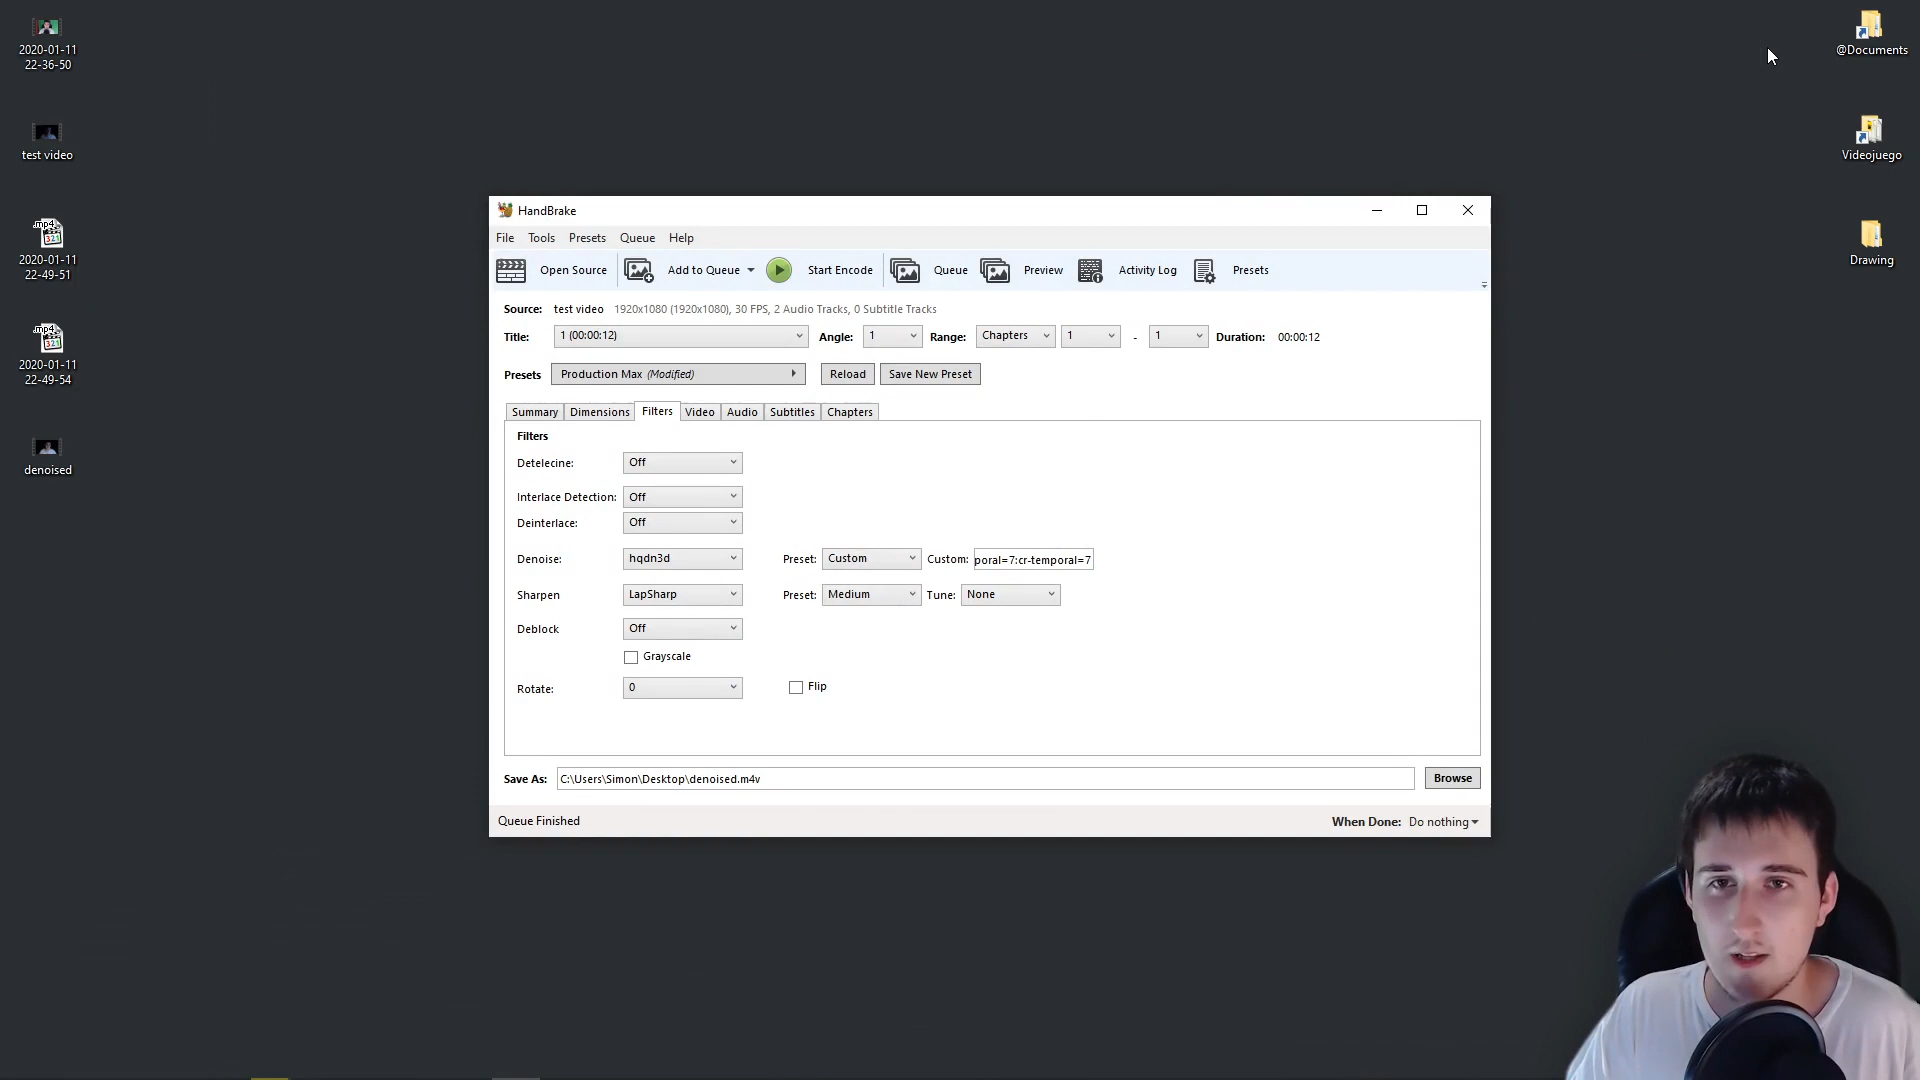 2020-01-11
22-36-50
test video
2020-01-11
22-49-51
2020-01-11
22-49-54
denoised
@Documents
Videojuego
Drawing
HandBrake
File Tools Presets Queue Help
Open Source Add to Queue Start Encode Queue Preview Activity Log Presets
Source: test video 1920x1080 (1920x1080), 30 FPS, 2 Audio Tracks, 0 Subtitle Tracks
Title: 1 (00:00:12) Angle: 1 Range: Chapters 1 - 1 Duration: 00:00:12
Presets Production Max (Modified) Reload Save New Preset
Summary Dimensions Filters Video Audio Subtitles Chapters
Filters
Detelecine: Off
Interlace Detection: Off
Deinterlace: Off
Denoise: hqdn3d Preset: Custom Custom: poral=7:cr-temporal=7
Sharpen LapSharp Preset: Medium Tune: None
Deblock Off
Grayscale
Rotate: 0 Flip
Save As: C:\Users\Simon\Desktop\denoised.m4v Browse
Queue Finished When Done: Do nothing
.mp4
321
.mp4
321